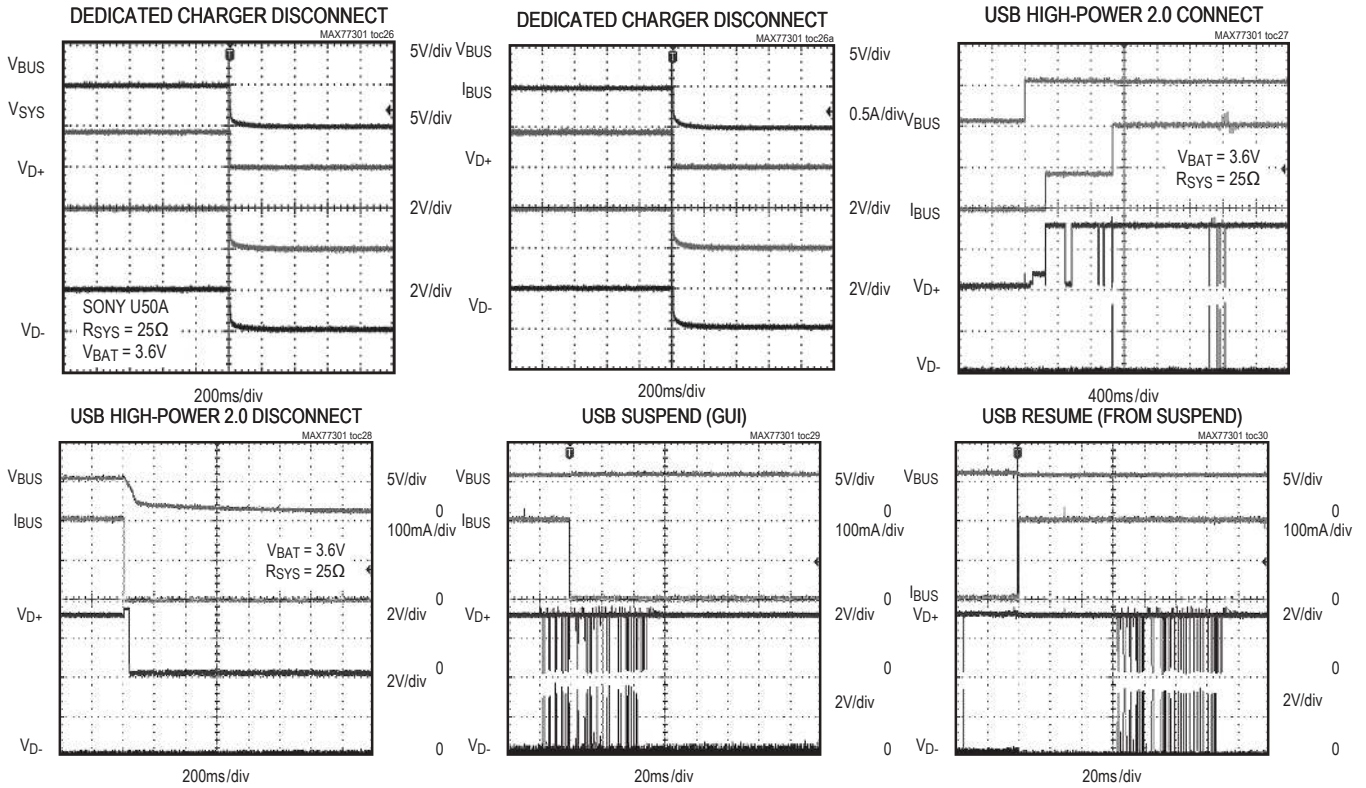 DEDICATED CHARGER DISCONNECT
MAX77301 toc26
VBUS
5V/div
VSYS
5V/div
VD+
2V/div
2V/div
VD-
SONY U50A
RSYS = 25Ω
VBAT = 3.6V
200ms/div
DEDICATED CHARGER DISCONNECT
MAX77301 toc26a
VBUS
5V/div
IBUS
0.5A/div
VD+
2V/div
2V/div
VD-
200ms/div
USB HIGH-POWER 2.0 CONNECT
MAX77301 toc27
VBUS
VBAT = 3.6V
RSYS = 25Ω
IBUS
VD+
VD-
400ms/div
USB HIGH-POWER 2.0 DISCONNECT
MAX77301 toc28
VBUS
5V/div
0
IBUS
100mA/div
VBAT = 3.6V
RSYS = 25Ω
0
VD+
2V/div
0
2V/div
VD-
0
200ms/div
USB SUSPEND (GUI)
MAX77301 toc29
VBUS
5V/div
0
IBUS
100mA/div
0
VD+
2V/div
0
2V/div
VD-
0
20ms/div
USB RESUME (FROM SUSPEND)
MAX77301 toc30
VBUS
5V/div
0
100mA/div
IBUS
0
VD+
2V/div
0
2V/div
VD-
0
20ms/div